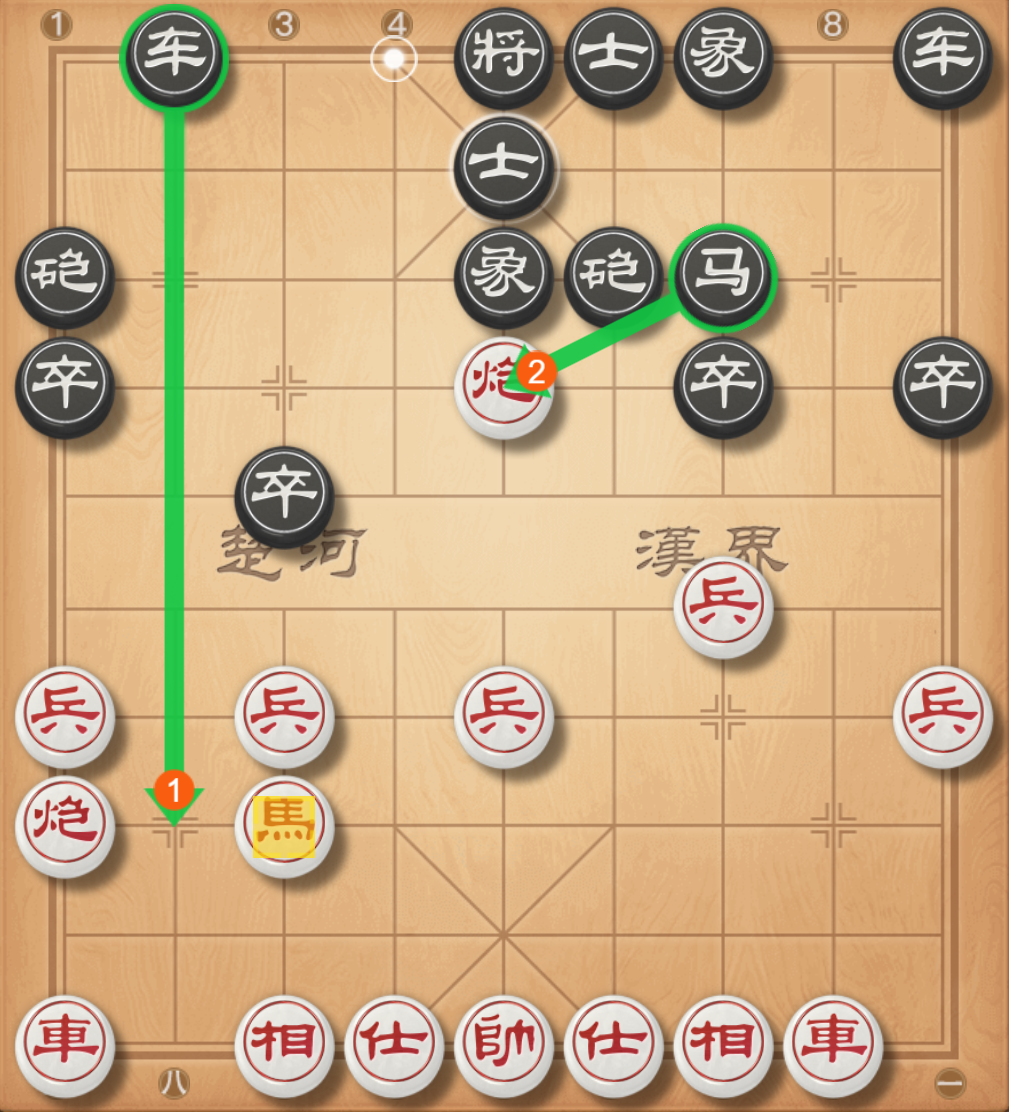 1 3 4 8
车 将 士 象 车
士
砲 象 砲 马
卒 炮 2 卒 卒
卒
楚河 漢界
兵
兵 兵 兵 兵
1
炮 馬
車 相 仕 帥 仕 相 車
八 一